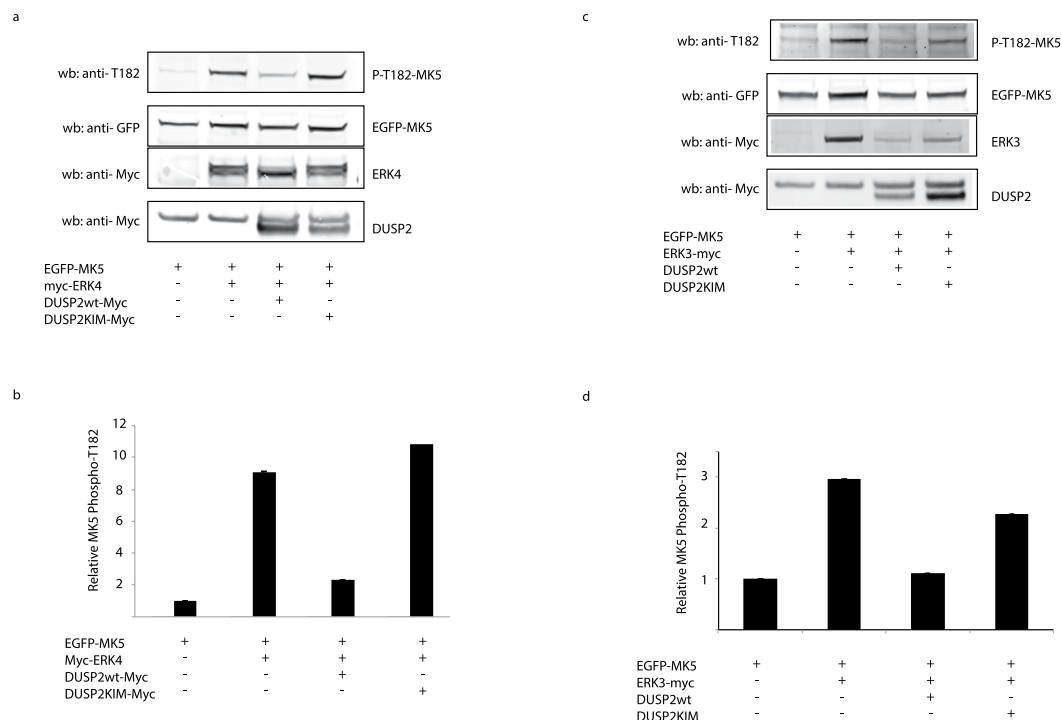 a
wb: anti- T182 P-T182-MK5
wb: anti- GFP EGFP-MK5
wb: anti- Myc ERK4
wb: anti- Myc DUSP2
EGFP-MK5 + + + +
myc-ERK4 - + + +
DUSP2wt-Myc - - + -
DUSP2KIM-Myc - - - +
c
wb: anti- T182 P-T182-MK5
wb: anti- GFP EGFP-MK5
wb: anti- Myc ERK3
wb: anti- Myc DUSP2
EGFP-MK5 + + + +
ERK3-myc - + + +
DUSP2wt - - + -
DUSP2KIM - - - +
b
Relative MK5 Phospho-T182
12
10
8
6
4
2
EGFP-MK5 + + + +
Myc-ERK4 - + + +
DUSP2wt-Myc - - + -
DUSP2KIM-Myc - - - +
d
Relative MK5 Phospho-T182
3
2
1
EGFP-MK5 + + + +
ERK3-myc - + + +
DUSP2wt - - + -
DUSP2KIM - - - +